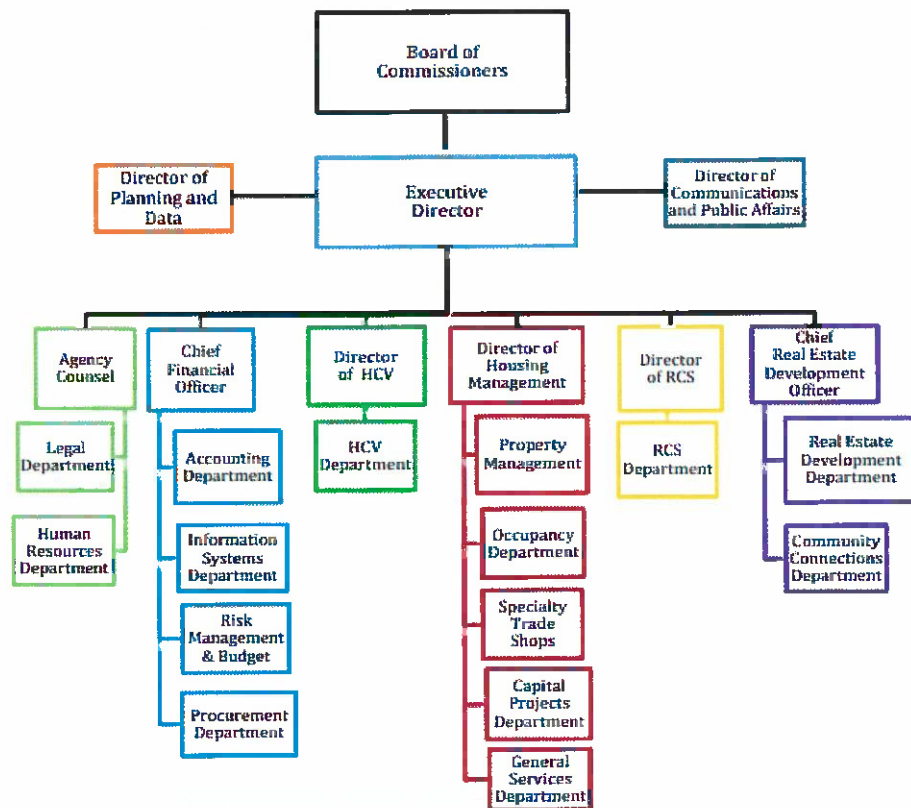 Board of
Commissioners
Director of
Planning and
Data
Executive
Director
Director of
Communications
and Public Affairs
Agency
Counsel
Chief
Financial
Officer
Director
of HCV
Director of
Housing
Management
Director
of RCS
Chief
Real Estate
Development
Officer
Legal
Department
Human
Resources
Department
Accounting
Department
Information
Systems
Department
Risk
Management
& Budget
Procurement
Department
HCV
Department
Property
Management
Occupancy
Department
Specialty
Trade
Shops
Capital
Projects
Department
General
Services
Department
RCS
Department
Real Estate
Development
Department
Community
Connections
Department